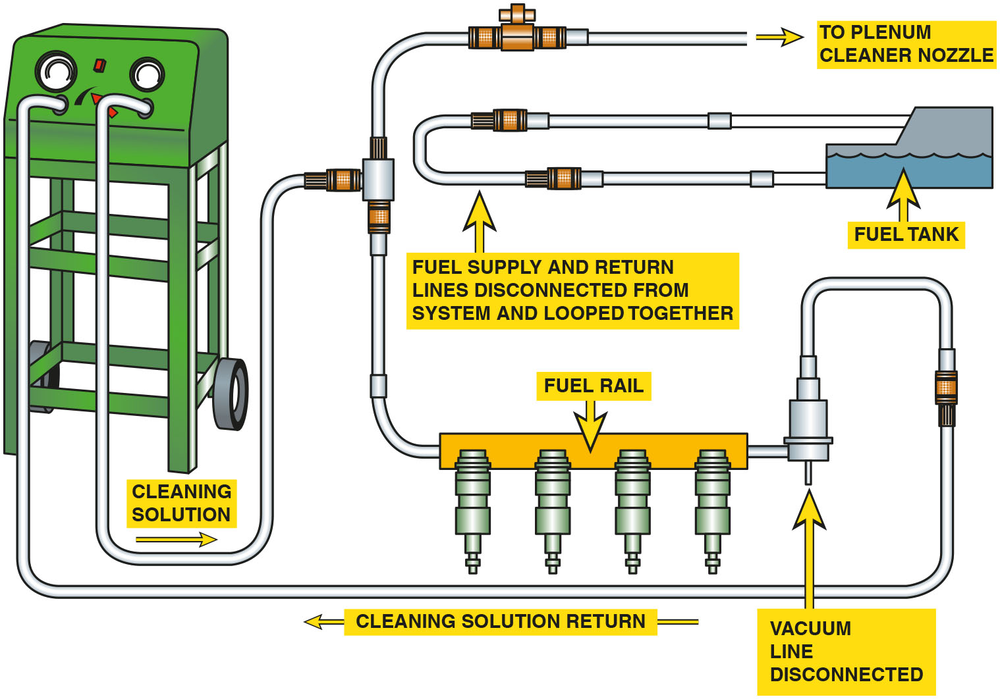 TO PLENUM
CLEANER NOZZLE
FUEL TANK
FUEL SUPPLY AND RETURN
LINES DISCONNECTED FROM
SYSTEM AND LOOPED TOGETHER
FUEL RAIL
CLEANING
SOLUTION
CLEANING SOLUTION RETURN
VACUUM
LINE
DISCONNECTED